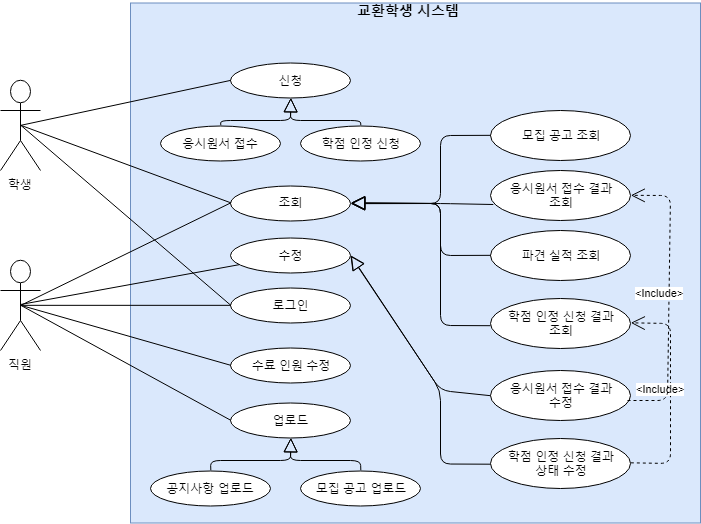 교환학생 시스템
신청
응시원서 접수
학점 인정 신청
학생
조회
모집 공고 조회
응시원서 접수 결과
조회
수정
파견 실적 조회
<Include>
로그인
학점 인정 신청 결과
조회
직원
수료 인원 수정
응시원서 접수 결과
수정
<Include>
업로드
학점 인정 신청 결과
상태 수정
공지사항 업로드
모집 공고 업로드